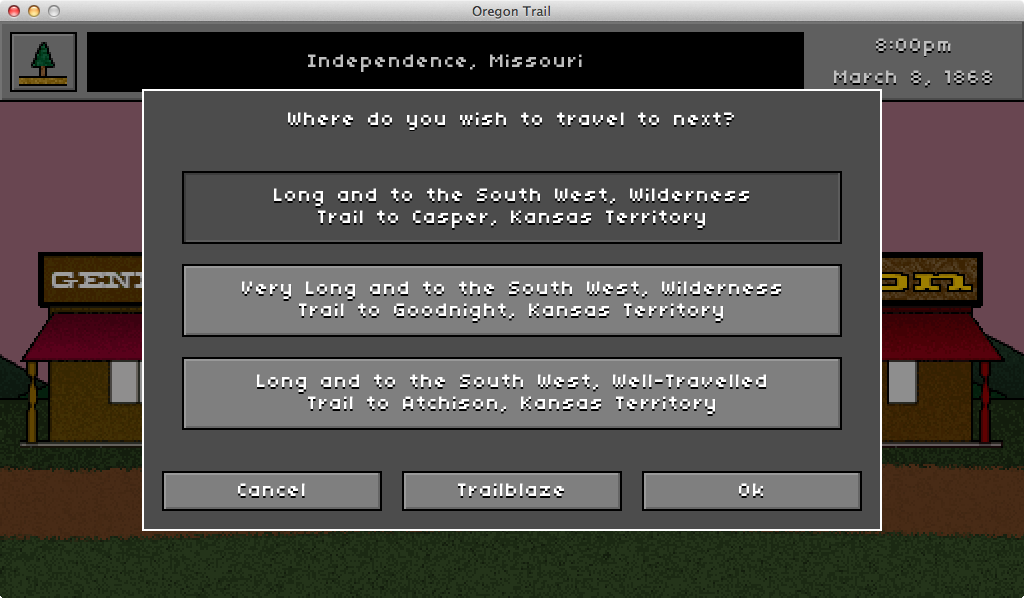 Oregon Trail
Independence, Missouri
8:00pm
March 8, 1868
Where do you wish to travel to next?
Long and to the South West, Wilderness
Trail to Casper, Kansas Territory
Very Long and to the South West, Wilderness
Trail to Goodnight, Kansas Territory
Long and to the South West, Well-Travelled
Trail to Atchison, Kansas Territory
Cancel
Trailblaze
Ok